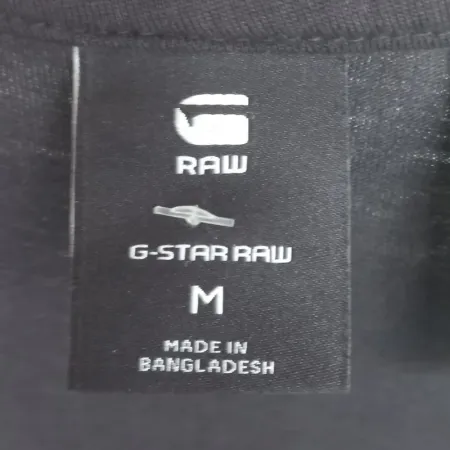 RAW
G-STAR RAW
M
MADE IN
BANGLADESH